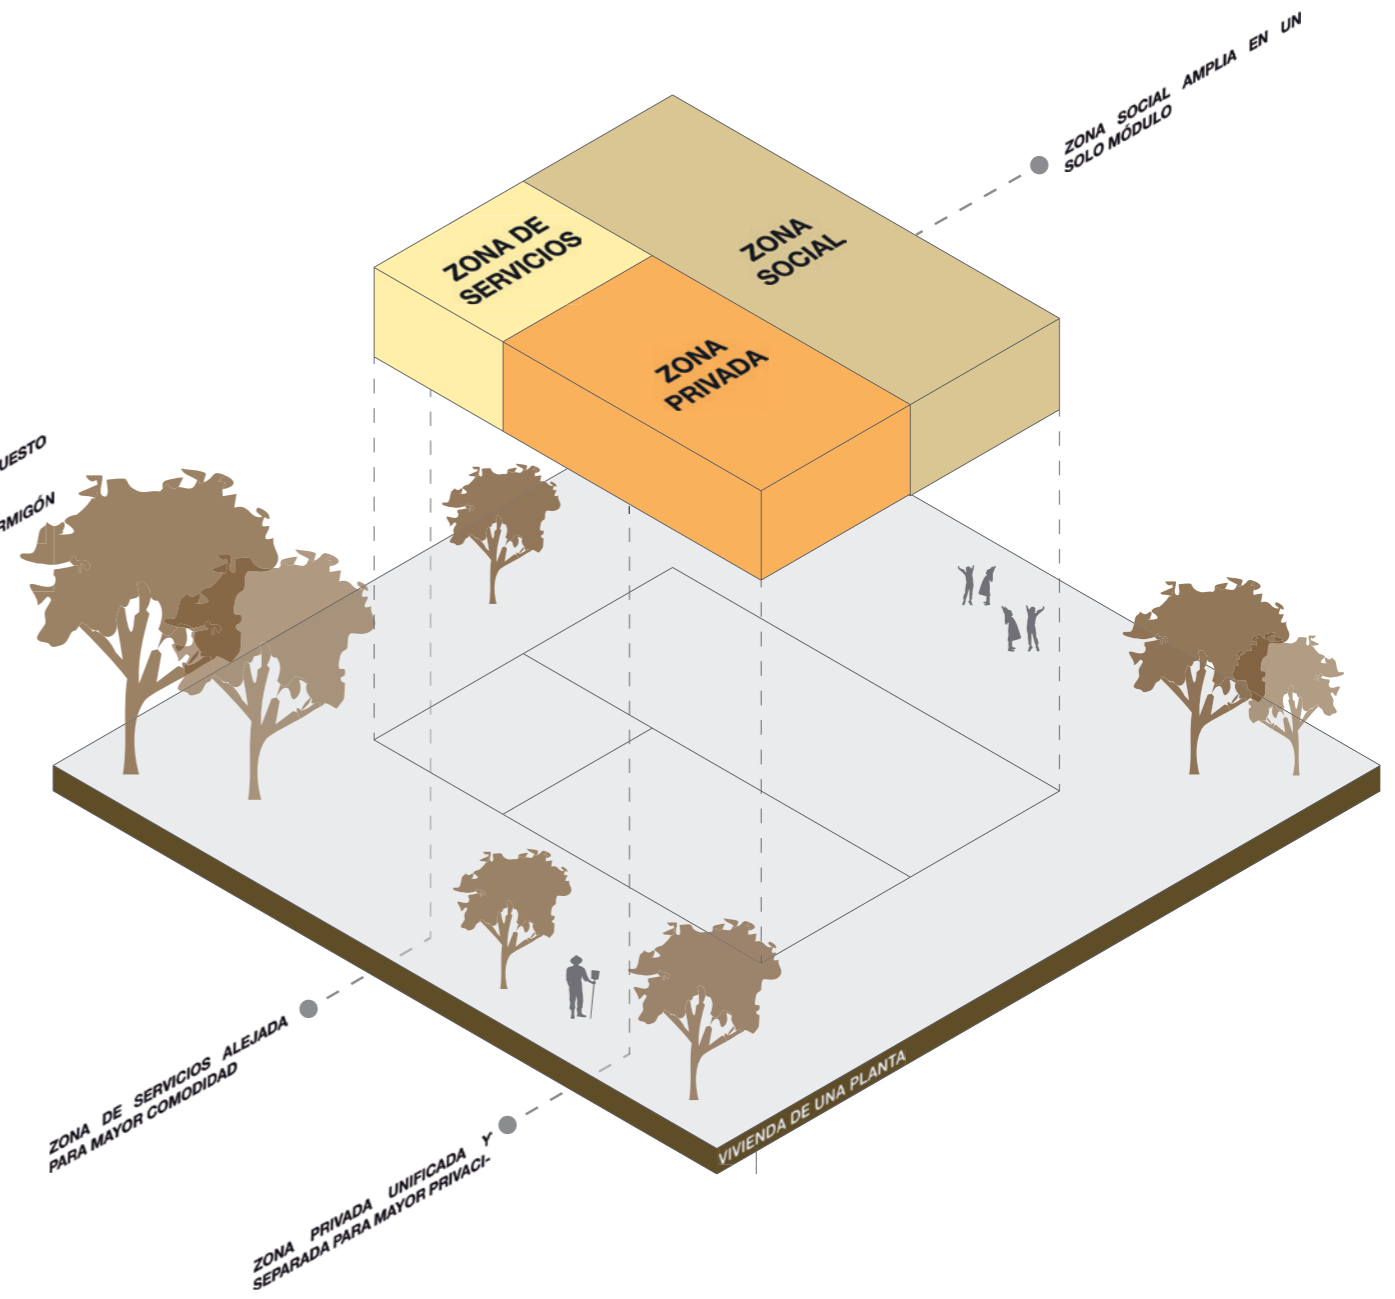 ZONA SOCIAL AMPLIA EN UN
SOLO MÓDULO
ZONA DE
SERVICIOS
ZONA
SOCIAL
ZONA
PRIVADA
UESTO
RMIGÓN
ZONA DE SERVICIOS ALEJADA
PARA MAYOR COMODIDAD
ZONA PRIVADA UNIFICADA Y
SEPARADA PARA MAYOR PRIVACI-
VIVIENDA DE UNA PLANTA